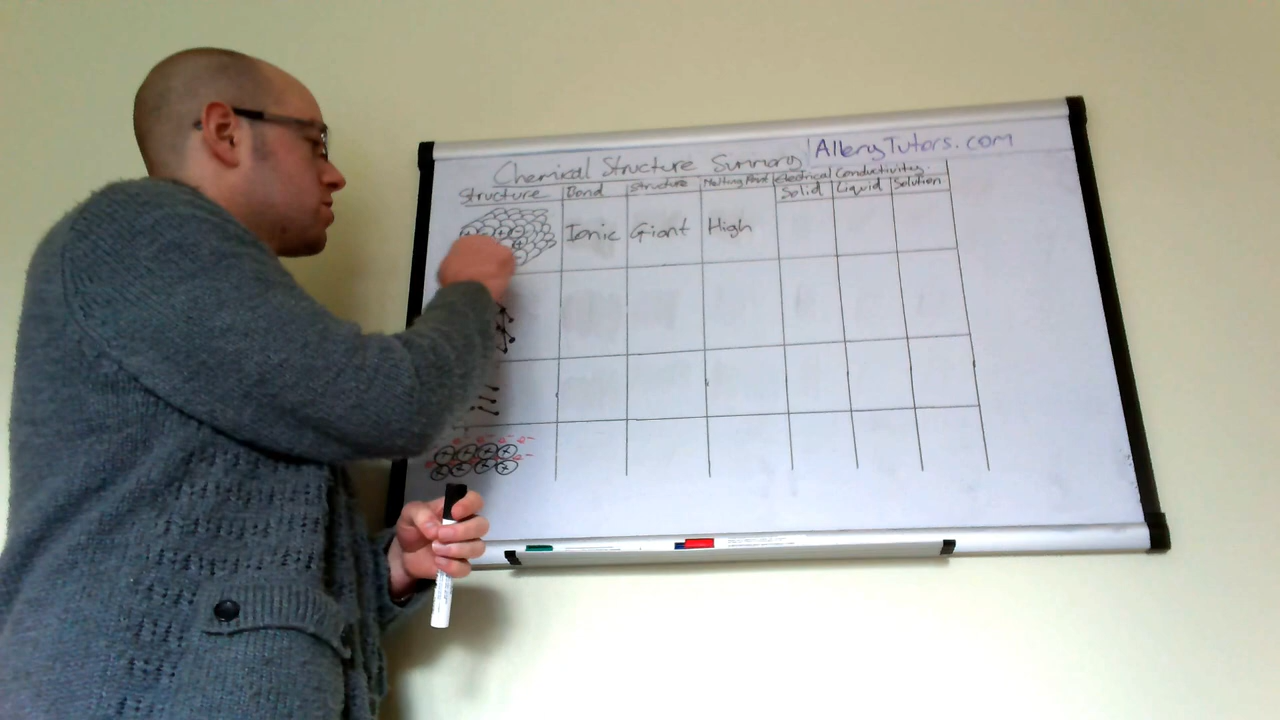 Chemical Structure Summary AlleryTutors.com
Structure Bond Structure Melting Point Electrical Conductivity
Solid Liquid Solution
Ionic Giant High